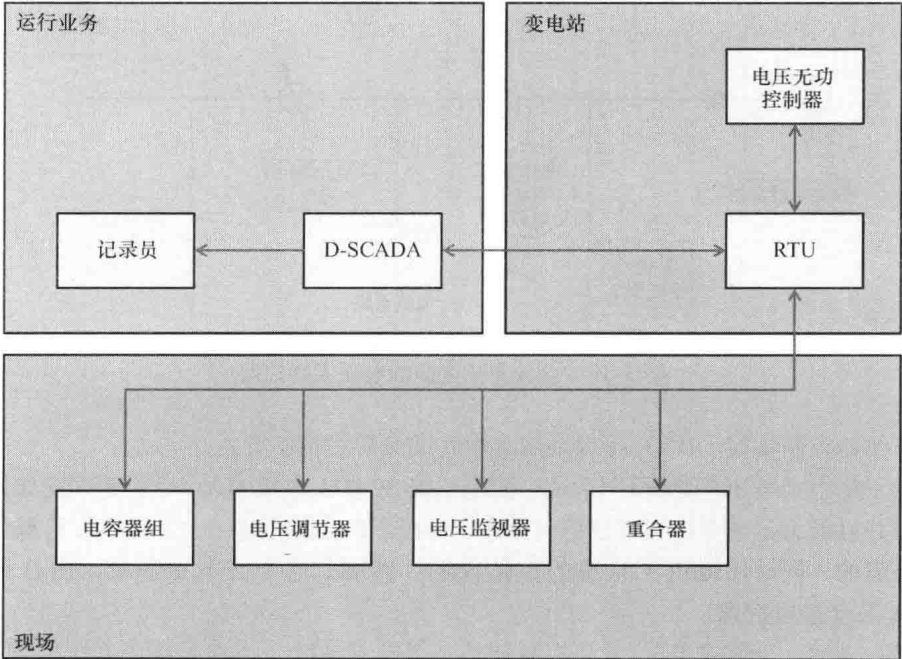 运行业务
变电站
电压无功
控制器
记录员
D-SCADA
RTU
电容器组
电压调节器
电压监视器
重合器
现场